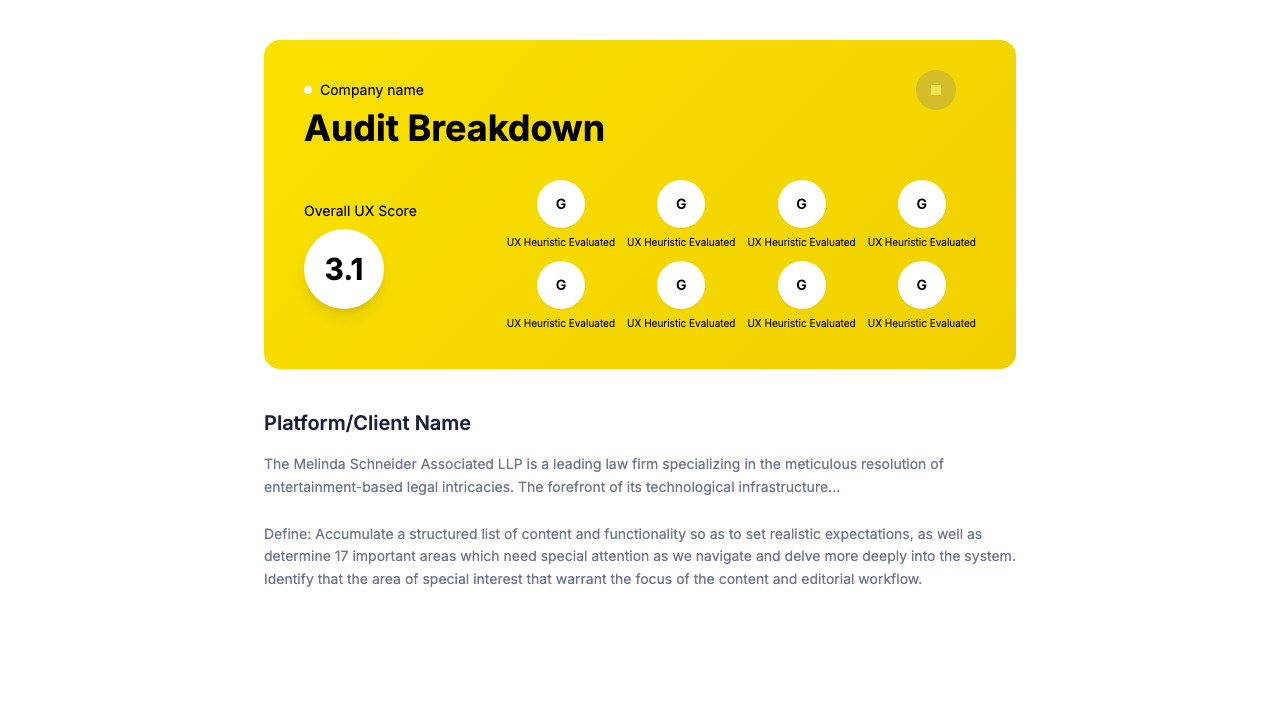 Company name
Audit Breakdown
Overall UX Score
3.1
G G G G
UX Heuristic Evaluated UX Heuristic Evaluated UX Heuristic Evaluated UX Heuristic Evaluated
G G G G
UX Heuristic Evaluated UX Heuristic Evaluated UX Heuristic Evaluated UX Heuristic Evaluated
Platform/Client Name
The Melinda Schneider Associated LLP is a leading law firm specializing in the meticulous resolution of
entertainment-based legal intricacies. The forefront of its technological infrastructure...
Define: Accumulate a structured list of content and functionality so as to set realistic expectations, as well as
determine 17 important areas which need special attention as we navigate and delve more deeply into the system.
Identify that the area of special interest that warrant the focus of the content and editorial workflow.